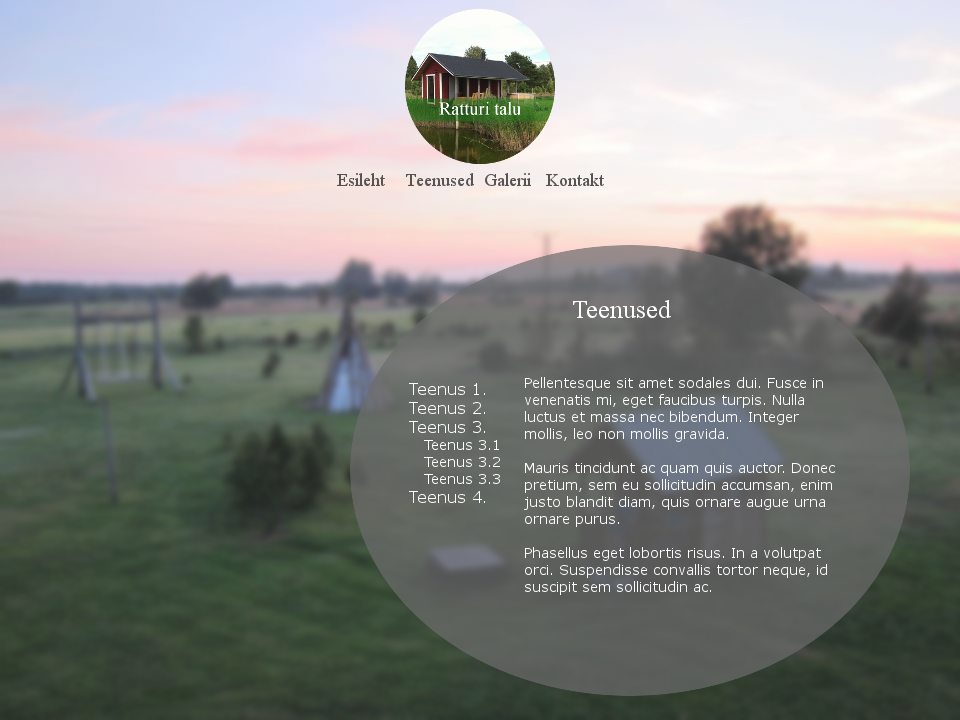 Ratturi talu
Esileht Teenused Galerii Kontakt
Teenused
Teenus 1.
Teenus 2.
Teenus 3.
Teenus 3.1
Teenus 3.2
Teenus 3.3
Teenus 4.
Pellentesque sit amet sodales dui. Fusce in
venenatis mi, eget faucibus turpis. Nulla
luctus et massa nec bibendum. Integer
mollis, leo non mollis gravida.
Mauris tincidunt ac quam quis auctor. Donec
pretium, sem eu sollicitudin accumsan, enim
justo blandit diam, quis ornare augue urna
ornare purus.
Phasellus eget lobortis risus. In a volutpat
orci. Suspendisse convallis tortor neque, id
suscipit sem sollicitudin ac.